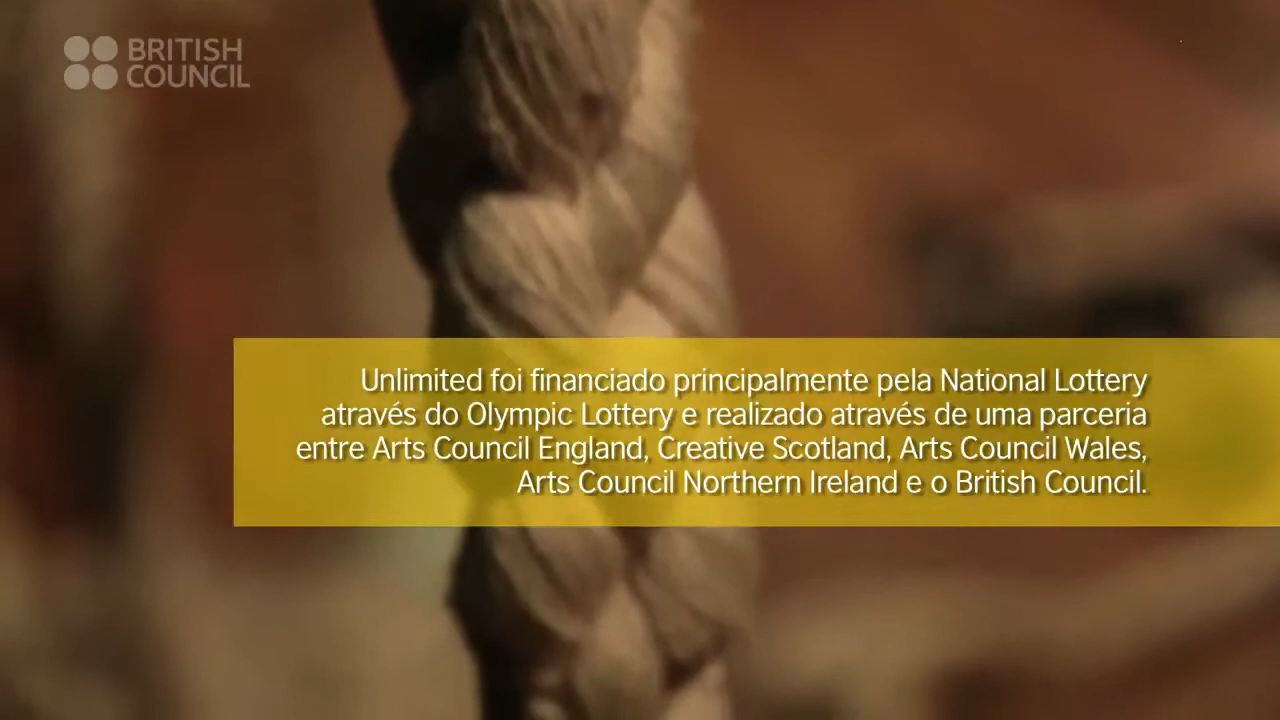 BRITISH
COUNCIL
Unlimited foi financiado principalmente pela National Lottery
através do Olympic Lottery e realizado através de uma parceria
entre Arts Council England, Creative Scotland, Arts Council Wales,
Arts Council Northern Ireland e o British Council.